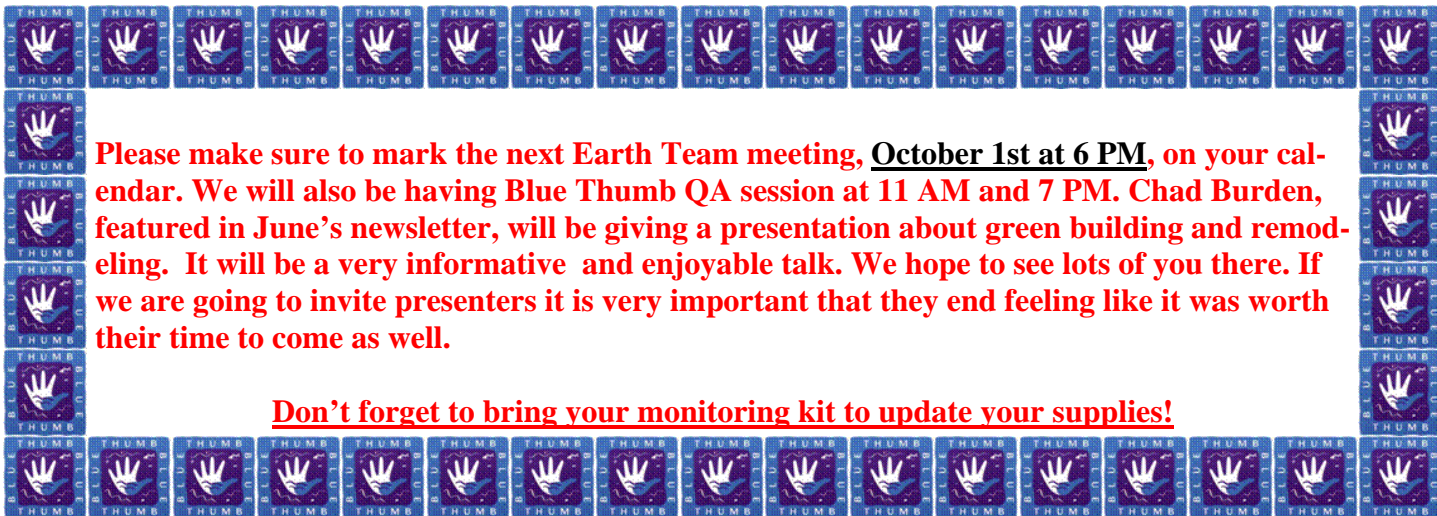 Please make sure to mark the next Earth Team meeting, October 1st at 6 PM, on your cal-
endar. We will also be having Blue Thumb QA session at 11 AM and 7 PM. Chad Burden,
featured in June's newsletter, will be giving a presentation about green building and remod-
eling. It will be a very informative and enjoyable talk. We hope to see lots of you there. If
we are going to invite presenters it is very important that they end feeling like it was worth
their time to come as well.
Don't forget to bring your monitoring kit to update your supplies!